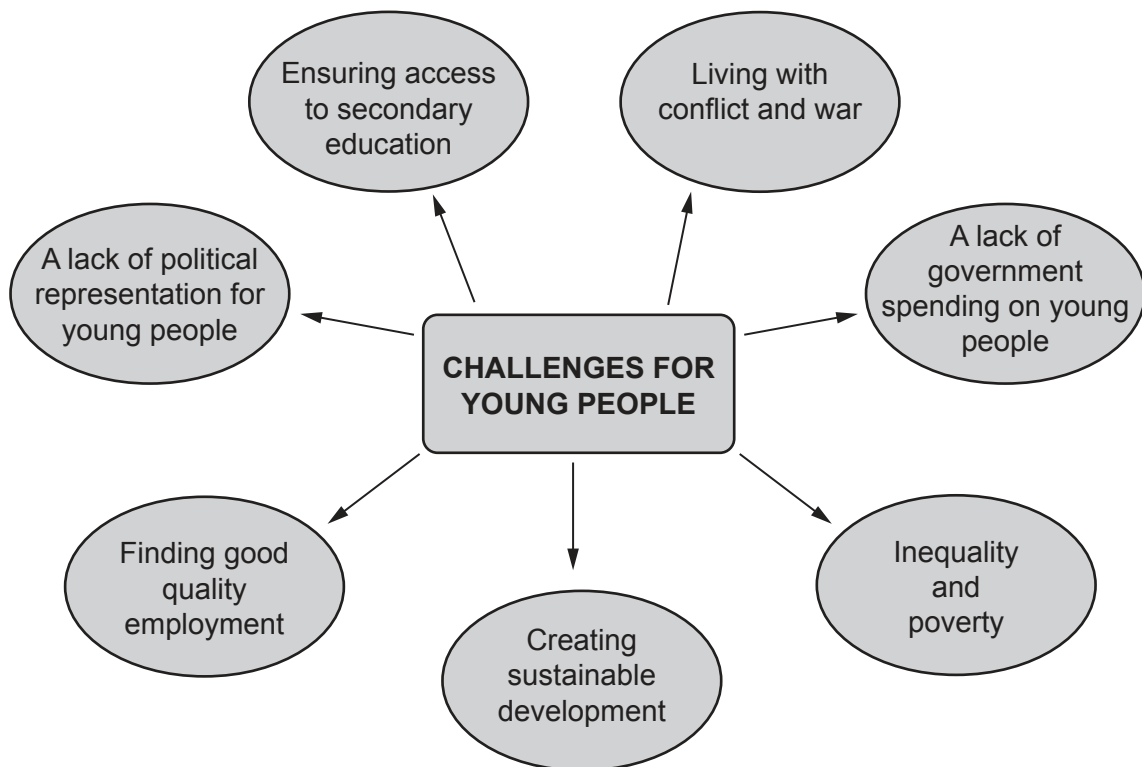 Ensuring access
to secondary
education
Living with
conflict and war
A lack of political
representation for
young people
A lack of
government
spending on young
people
CHALLENGES FOR
YOUNG PEOPLE
Finding good
quality
employment
Creating
sustainable
development
Inequality
and
poverty